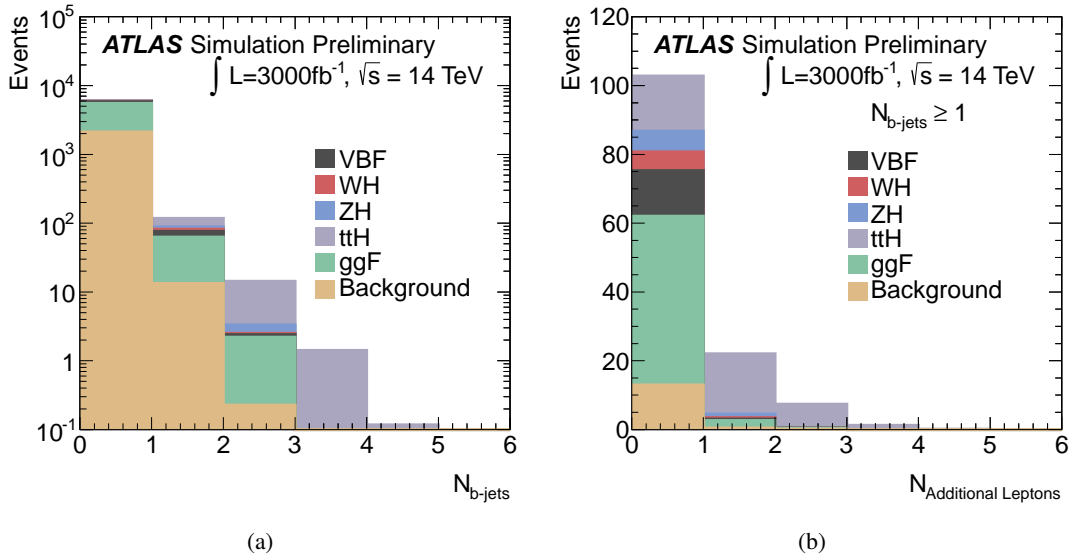 Events
10^5
10^4
10^3
10^2
10
1
10^-1
ATLAS Simulation Preliminary
∫ L=3000fb^-1, √s = 14 TeV
VBF
WH
ZH
ttH
ggF
Background
0 1 2 3 4 5 6
N_b-jets
(a)
Events
120
100
80
60
40
20
0
ATLAS Simulation Preliminary
∫ L=3000fb^-1, √s = 14 TeV
N_b-jets ≥ 1
VBF
WH
ZH
ttH
ggF
Background
0 1 2 3 4 5 6
N_Additional Leptons
(b)